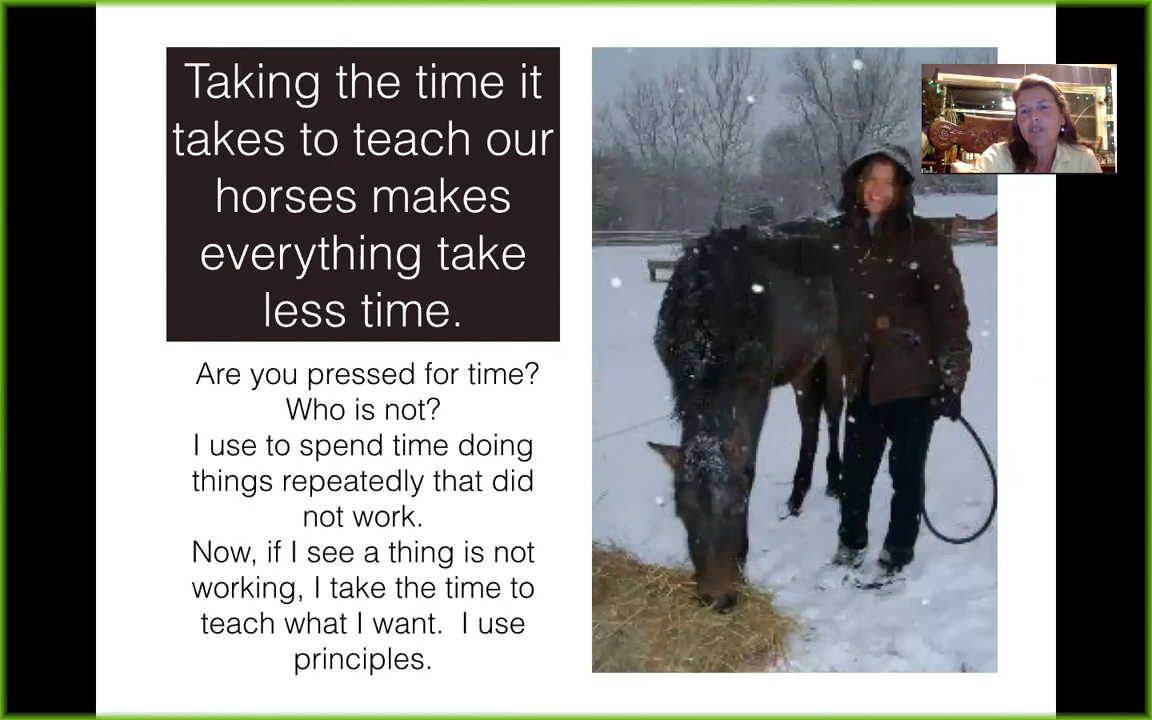 Taking the time it
takes to teach our
horses makes
everything take
less time.
Are you pressed for time?
Who is not?
I use to spend time doing
things repeatedly that did
not work.
Now, if I see a thing is not
working, I take the time to
teach what I want.  I use
principles.